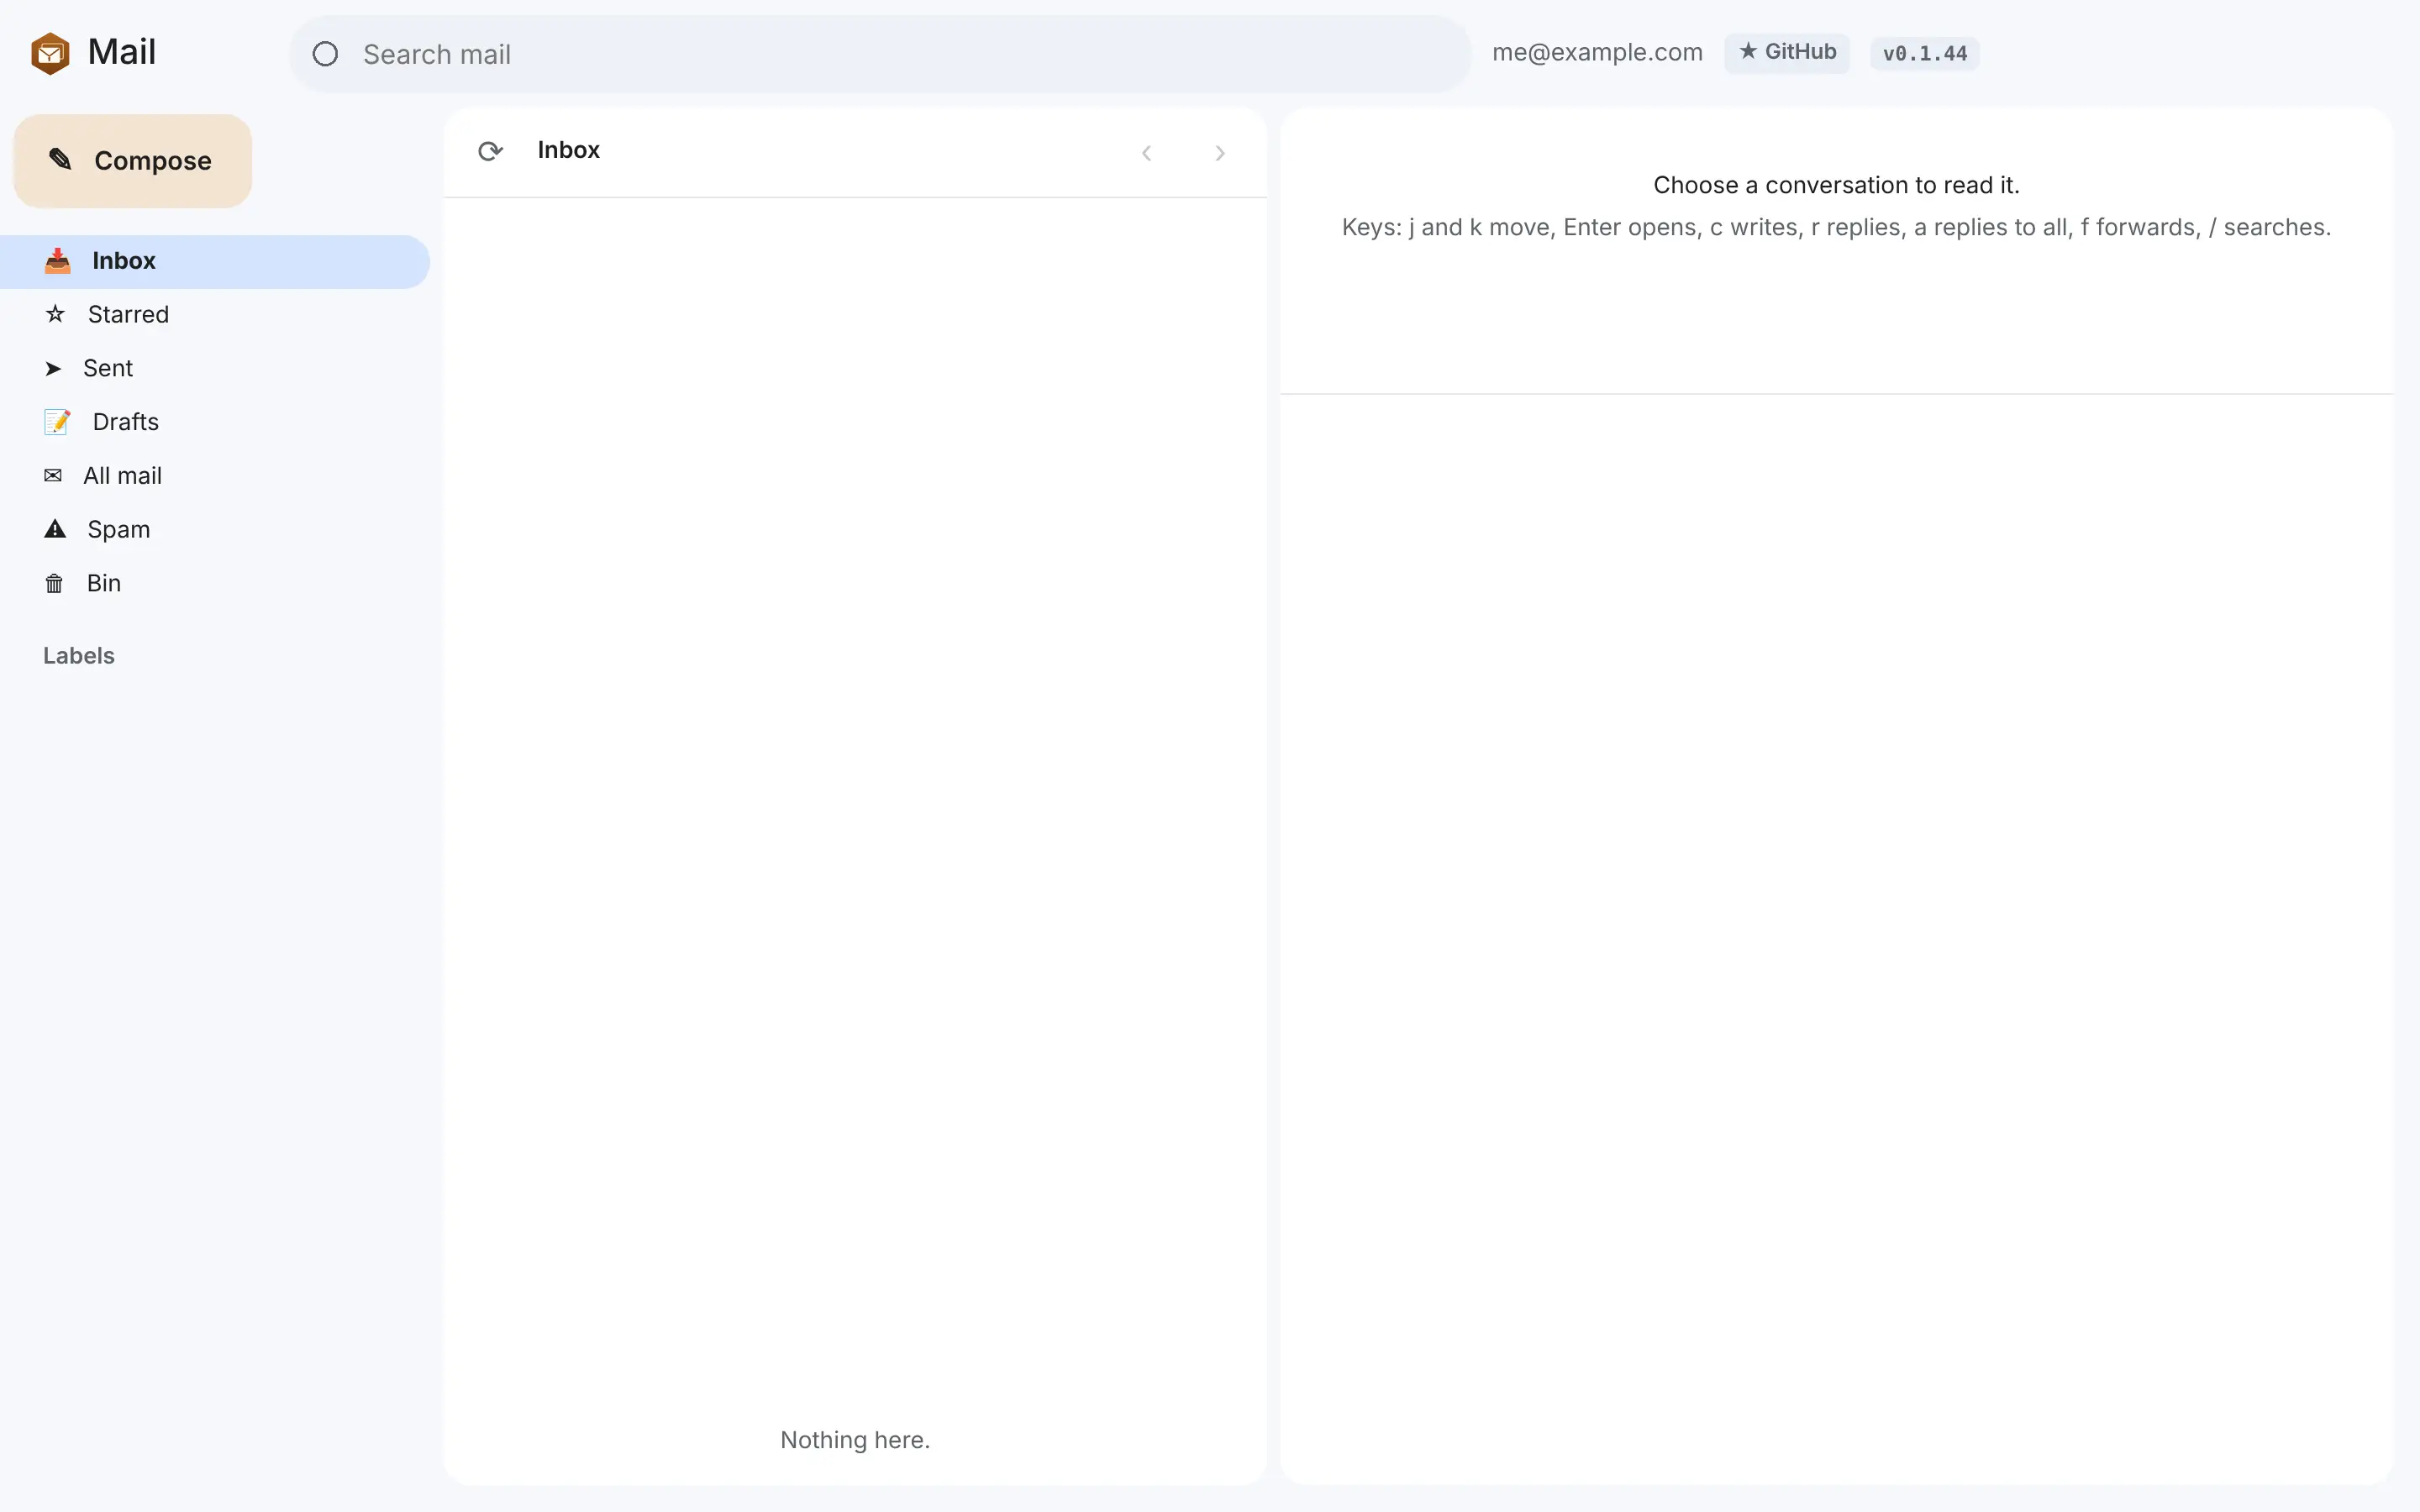 Mail
Search mail
me@example.com
★ GitHub
v0.1.44
Compose
Inbox
Starred
Sent
Drafts
All mail
Spam
Bin
Labels
Inbox
Nothing here.
Choose a conversation to read it.
Keys: j and k move, Enter opens, c writes, r replies, a replies to all, f forwards, / searches.